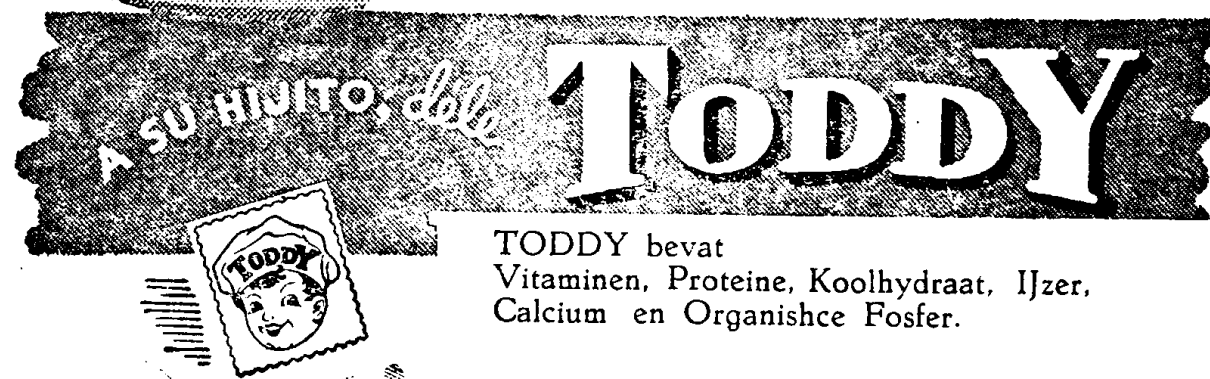 A SU HIJITO, dele TODDY
TODDY
TODDY bevat
Vitaminen, Proteine, Koolhydraat, IJzer,
Calcium en Organishce Fosfer.